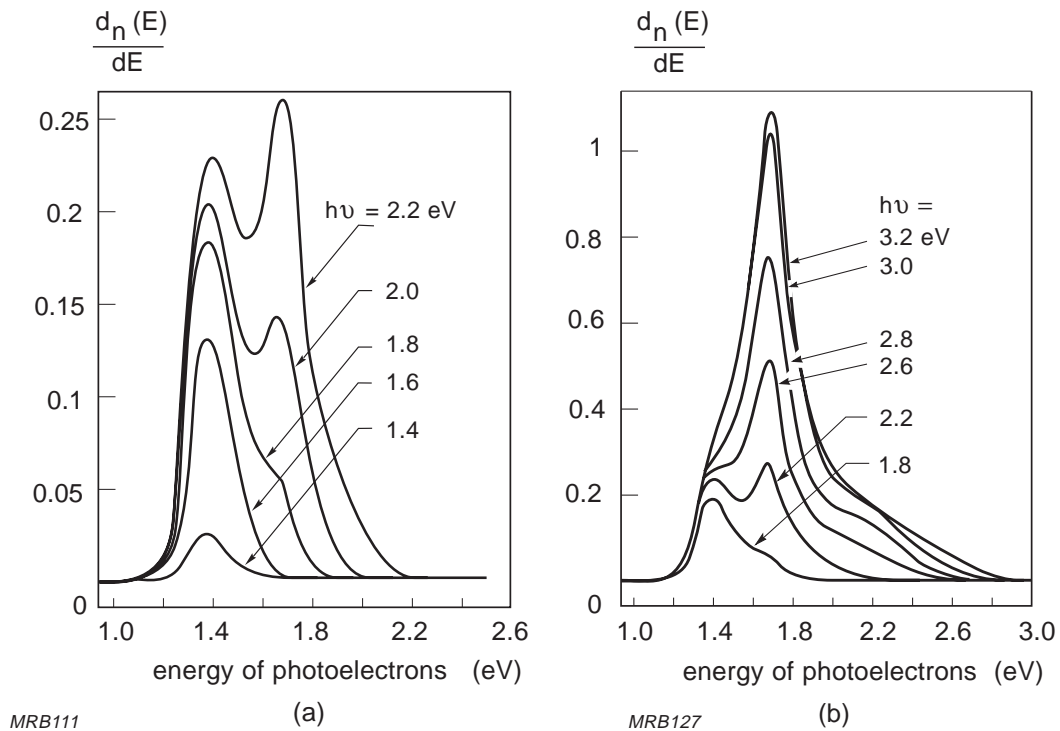 d n (E)
dE
0.25
0.2
0.15
0.1
0.05
0
1.0 1.4 1.8 2.2 2.6
hυ = 2.2 eV
2.0
1.8
1.6
1.4
energy of photoelectrons (eV)
MRB111
(a)
d n (E)
dE
1
0.8
0.6
0.4
0.2
0
1.0 1.4 1.8 2.2 2.6 3.0
hυ =
3.2 eV
3.0
2.8
2.6
2.2
1.8
energy of photoelectrons (eV)
MRB127
(b)